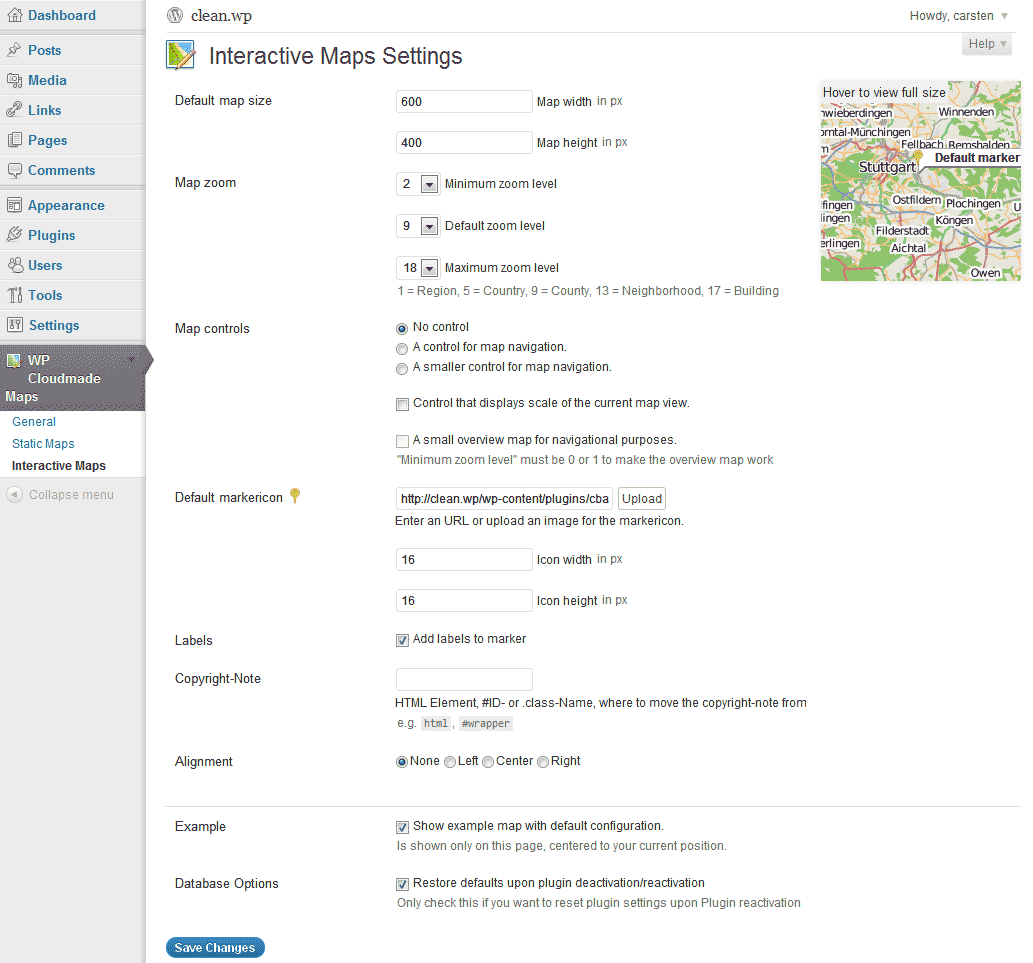 Dashboard
Posts
Media
Links
Pages
Comments
Appearance
Plugins
Users
Tools
Settings
WP
Cloudmade
Maps
General
Static Maps
Interactive Maps
Collapse menu
clean.wp
Howdy, carsten
Help
Interactive Maps Settings
Default map size
600 Map width in px
400 Map height in px
Map zoom
2 Minimum zoom level
9 Default zoom level
18 Maximum zoom level
1 = Region, 5 = Country, 9 = County, 13 = Neighborhood, 17 = Building
Hover to view full size
nwieberdingen
Winnenden
orntal-Münchingen
Fellbach Remshalden
Default marker
Stuttgart
Ostfildern Plochingen
fingen
lingen
Köngen
Filderstadt
erlingen
Aichtal
Owen
Map controls
No control
A control for map navigation.
A smaller control for map navigation.
Control that displays scale of the current map view.
A small overview map for navigational purposes.
"Minimum zoom level" must be 0 or 1 to make the overview map work
Default markericon
http://clean.wp/wp-content/plugins/cba Upload
Enter an URL or upload an image for the markericon.
16 Icon width in px
16 Icon height in px
Labels
Add labels to marker
Copyright-Note
HTML Element, #ID- or .class-Name, where to move the copyright-note from
e.g. html, #wrapper
Alignment
None Left Center Right
Example
Show example map with default configuration.
Is shown only on this page, centered to your current position.
Database Options
Restore defaults upon plugin deactivation/reactivation
Only check this if you want to reset plugin settings upon Plugin reactivation
Save Changes